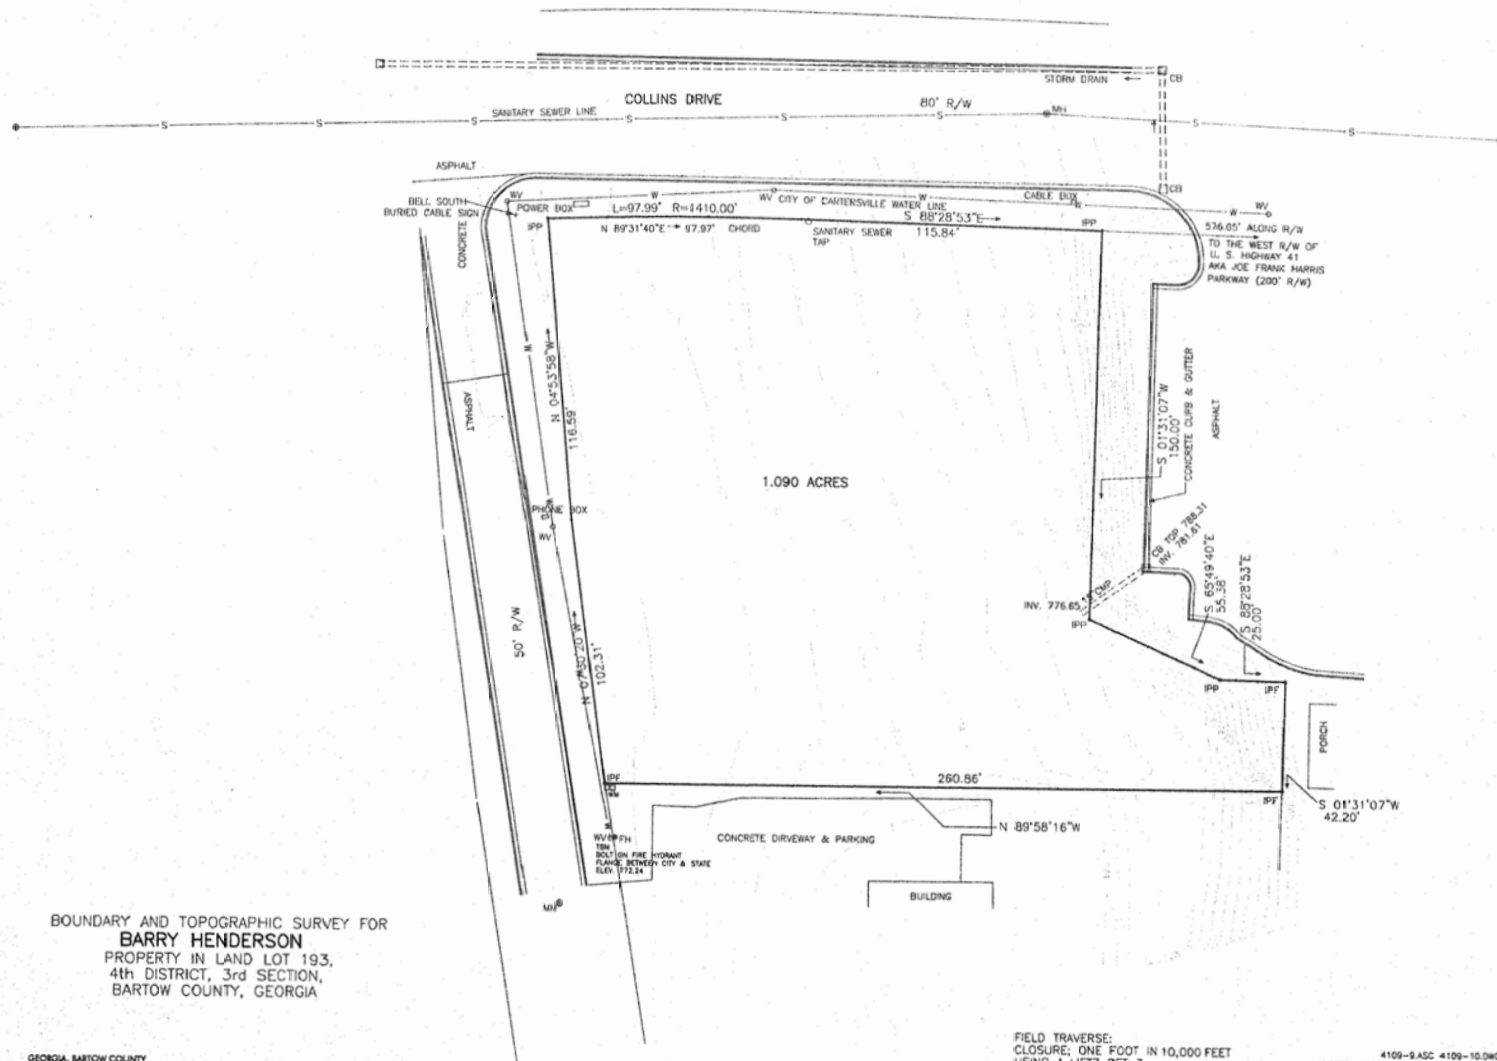 STORM DRAIN
CB
COLLINS DRIVE
80' R/W
MH
SANITARY SEWER LINE
S S S S S S S S
ASPHALT
CB
WV
W
WV CITY OF CARTERSVILLE WATER LINE
W
CABLE BOX
W
W
WV
BELL SOUTH
BURIED CABLE SIGN
POWER BOX
L=97.99' R=1410.00'
S 88°28'53"E
IPP
IPP
N 89°31'40"E 97.97' CHORD
SANITARY SEWER
TAP
115.84'
576.05' ALONG R/W
TO THE WEST R/W OF
U. S. HIGHWAY 41
AKA JOE FRANK HARRIS
PARKWAY (200' R/W)
CONCRETE
W
N 04°53'58"W
116.59'
ASPHALT
S 01°31'07"W
150.00'
CONCRETE CURB & GUTTER
ASPHALT
1.090 ACRES
PHONE BOX
WV
CB TOP 788.31
INV. 781.61
CMP
INV. 776.65
IPP
S 65°49'40"E
55.38'
S 88°28'53"E
25.00'
50' R/W
N 07°30'20"W
102.31'
IPP
IPF
PORCH
IPF
WM
260.86'
IPF
S 01°31'07"W
42.20'
N 89°58'16"W
W
WV
FH
TBM
BOLT ON FIRE HYDRANT
FLANGE BETWEEN CITY & STATE
ELEV. 772.24
CONCRETE DIRVEWAY & PARKING
BUILDING
BOUNDARY AND TOPOGRAPHIC SURVEY FOR
BARRY HENDERSON
PROPERTY IN LAND LOT 193,
4th DISTRICT, 3rd SECTION,
BARTOW COUNTY, GEORGIA
GEORGIA, BARTOW COUNTY
FIELD TRAVERSE:
CLOSURE; ONE FOOT IN 10,000 FEET
4109-9.ASC